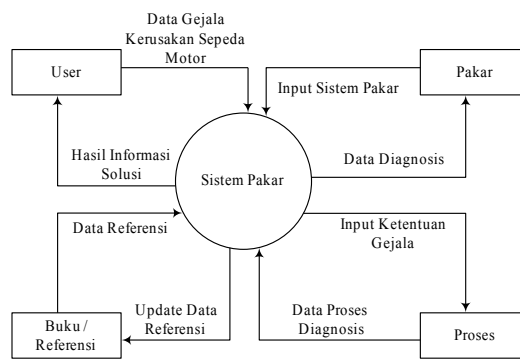 Data Gejala
Kerusakan Sepeda
Motor
User
Pakar
Input Sistem Pakar
Hasil Informasi
Solusi
Sistem Pakar
Data Diagnosis
Data Referensi
Input Ketentuan
Gejala
Update Data
Referensi
Data Proses
Diagnosis
Buku /
Referensi
Proses